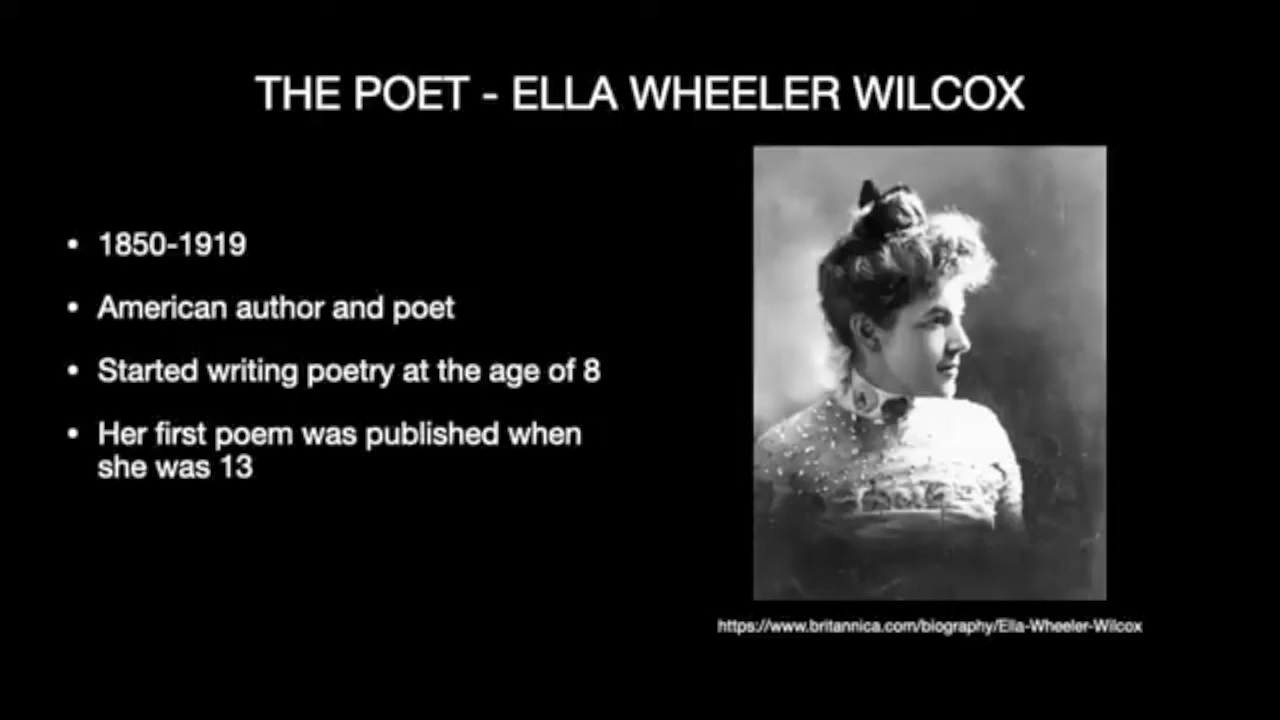 THE POET - ELLA WHEELER WILCOX
• 1850-1919
• American author and poet
• Started writing poetry at the age of 8
• Her first poem was published when
she was 13
https://www.britannica.com/biography/Ella-Wheeler-Wilcox